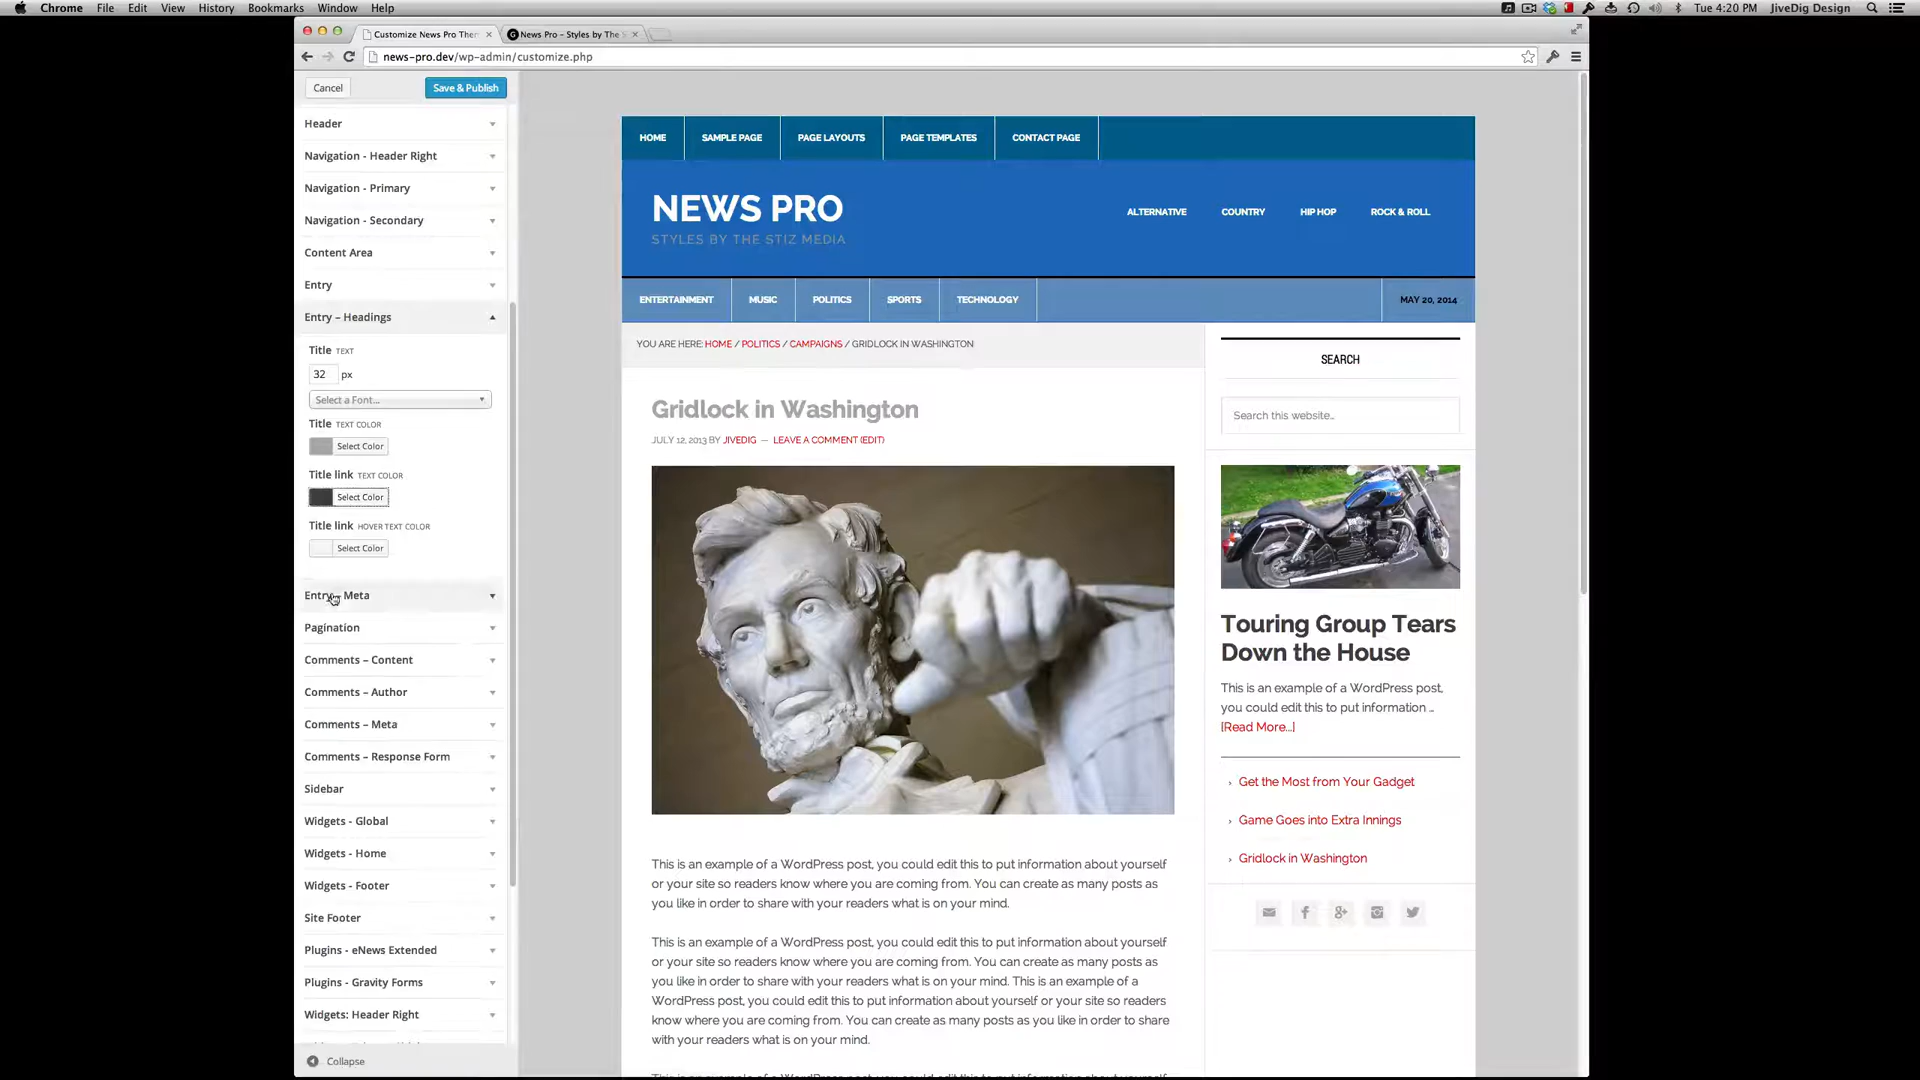 Chrome File Edit View History Bookmarks Window Help
Tue 4:20 PM JiveDig Design
Customize News Pro Ther
News Pro – Styles by The S
news-pro.dev/wp-admin/customize.php
Cancel
Save & Publish
Header
Navigation - Header Right
Navigation - Primary
Navigation - Secondary
Content Area
Entry
Entry – Headings
Title TEXT
32 px
Select a Font...
Title TEXT COLOR
Select Color
Title link TEXT COLOR
Select Color
Title link HOVER TEXT COLOR
Select Color
Entry – Meta
Pagination
Comments – Content
Comments – Author
Comments – Meta
Comments – Response Form
Sidebar
Widgets - Global
Widgets - Home
Widgets - Footer
Site Footer
Plugins - eNews Extended
Plugins - Gravity Forms
Widgets: Header Right
Collapse
HOME SAMPLE PAGE PAGE LAYOUTS PAGE TEMPLATES CONTACT PAGE
NEWS PRO
STYLES BY THE STIZ MEDIA
ALTERNATIVE COUNTRY HIP HOP ROCK & ROLL
ENTERTAINMENT MUSIC POLITICS SPORTS TECHNOLOGY
MAY 20, 2014
YOU ARE HERE: HOME / POLITICS / CAMPAIGNS / GRIDLOCK IN WASHINGTON
Gridlock in Washington
JULY 12, 2013 BY JIVEDIG — LEAVE A COMMENT (EDIT)
This is an example of a WordPress post, you could edit this to put information about yourself
or your site so readers know where you are coming from. You can create as many posts as
you like in order to share with your readers what is on your mind.
This is an example of a WordPress post, you could edit this to put information about yourself
or your site so readers know where you are coming from. You can create as many posts as
you like in order to share with your readers what is on your mind. This is an example of a
WordPress post, you could edit this to put information about yourself or your site so readers
know where you are coming from. You can create as many posts as you like in order to share
with your readers what is on your mind.
SEARCH
Search this website…
Touring Group Tears
Down the House
This is an example of a WordPress post,
you could edit this to put information …
[Read More...]
Get the Most from Your Gadget
Game Goes into Extra Innings
Gridlock in Washington